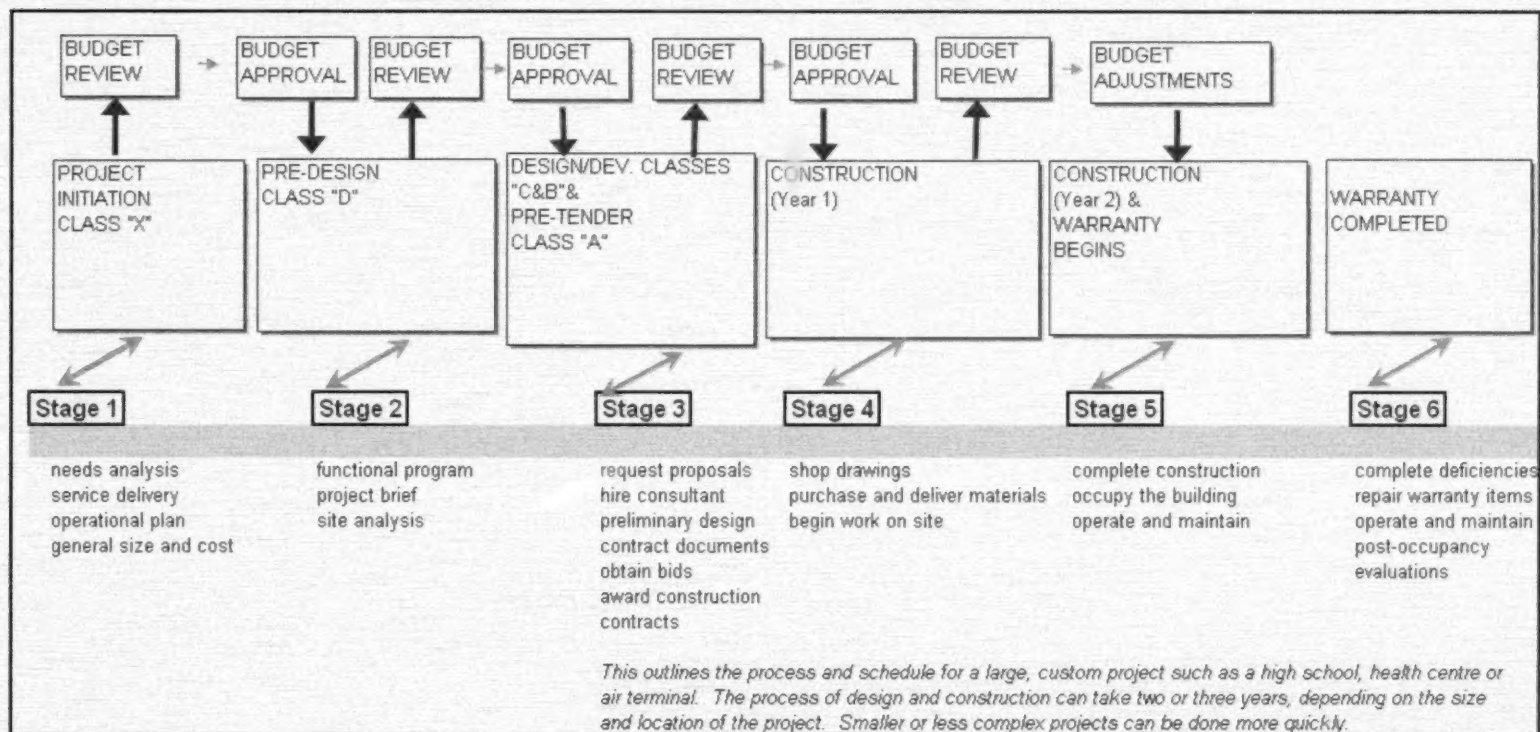 BUDGET
REVIEW
BUDGET
APPROVAL
BUDGET
REVIEW
BUDGET
APPROVAL
BUDGET
REVIEW
BUDGET
APPROVAL
BUDGET
REVIEW
BUDGET
ADJUSTMENTS
PROJECT
INITIATION
CLASS "X"
PRE-DESIGN
CLASS "D"
DESIGN/DEV. CLASSES
"C&B"&
PRE-TENDER
CLASS "A"
CONSTRUCTION
(Year 1)
CONSTRUCTION
(Year 2) &
WARRANTY
BEGINS
WARRANTY
COMPLETED
Stage 1
Stage 2
Stage 3
Stage 4
Stage 5
Stage 6
needs analysis
service delivery
operational plan
general size and cost
functional program
project brief
site analysis
request proposals
hire consultant
preliminary design
contract documents
obtain bids
award construction
contracts
shop drawings
purchase and deliver materials
begin work on site
complete construction
occupy the building
operate and maintain
complete deficiencies
repair warranty items
operate and maintain
post-occupancy
evaluations
This outlines the process and schedule for a large, custom project such as a high school, health centre or
air terminal. The process of design and construction can take two or three years, depending on the size
and location of the project. Smaller or less complex projects can be done more quickly.